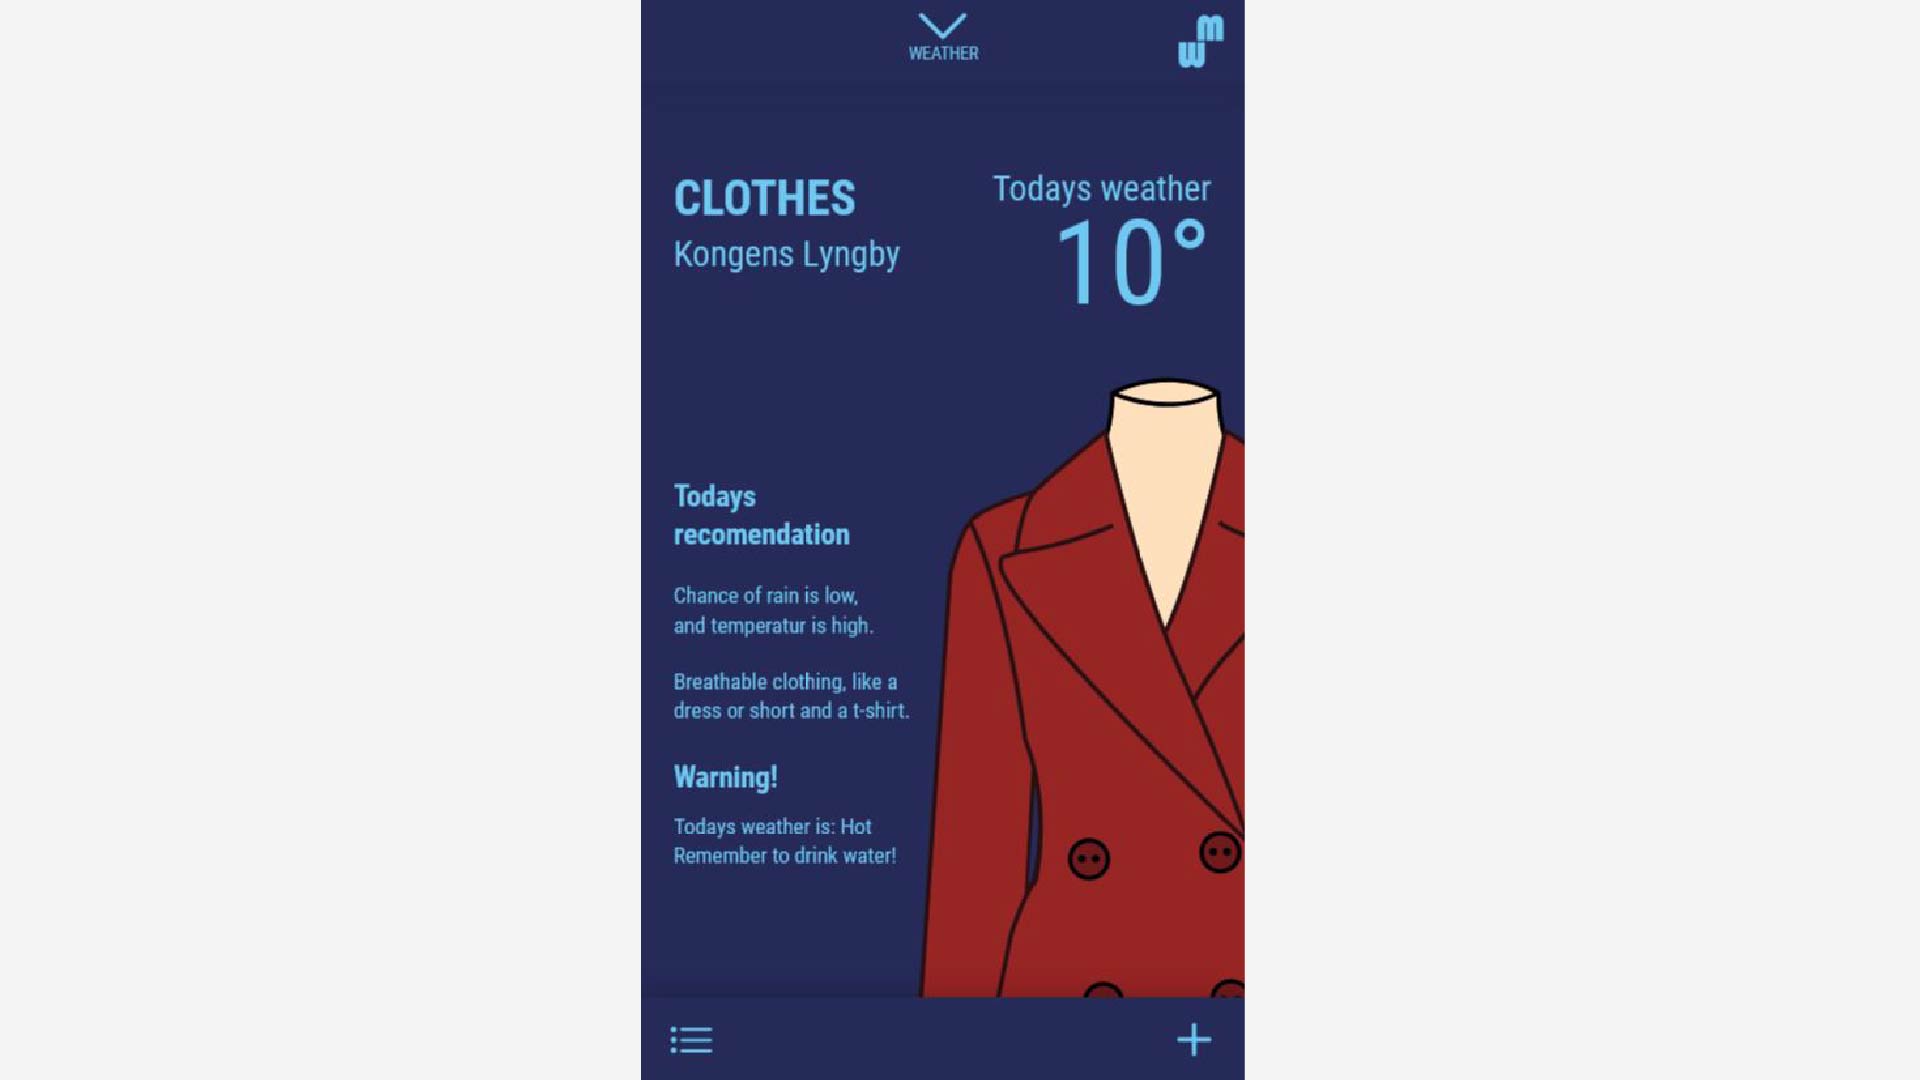 WEATHER
mw
CLOTHES
Kongens Lyngby
Todays weather
10°
Todays
recomendation
Chance of rain is low,
and temperatur is high.
Breathable clothing, like a
dress or short and a t-shirt.
Warning!
Todays weather is: Hot
Remember to drink water!